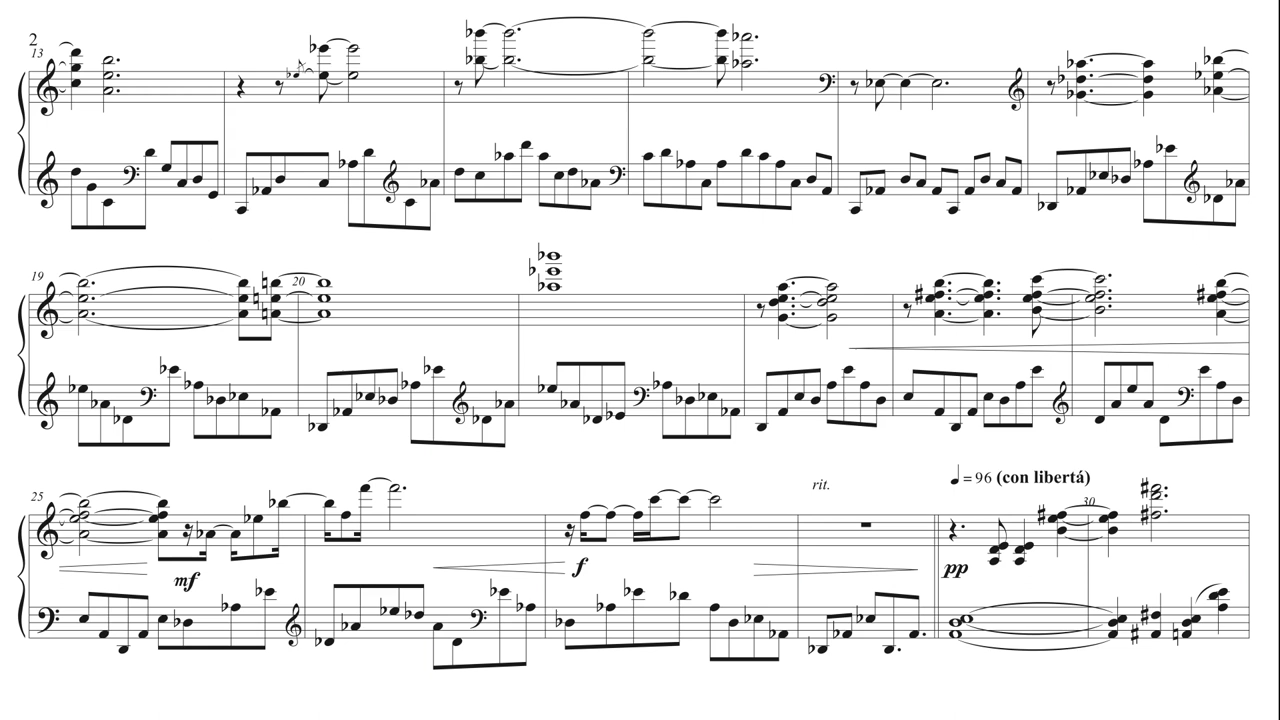 2
13
19
20
25
mf
f
rit.
pp
♩ = 96 (con libertá)
30